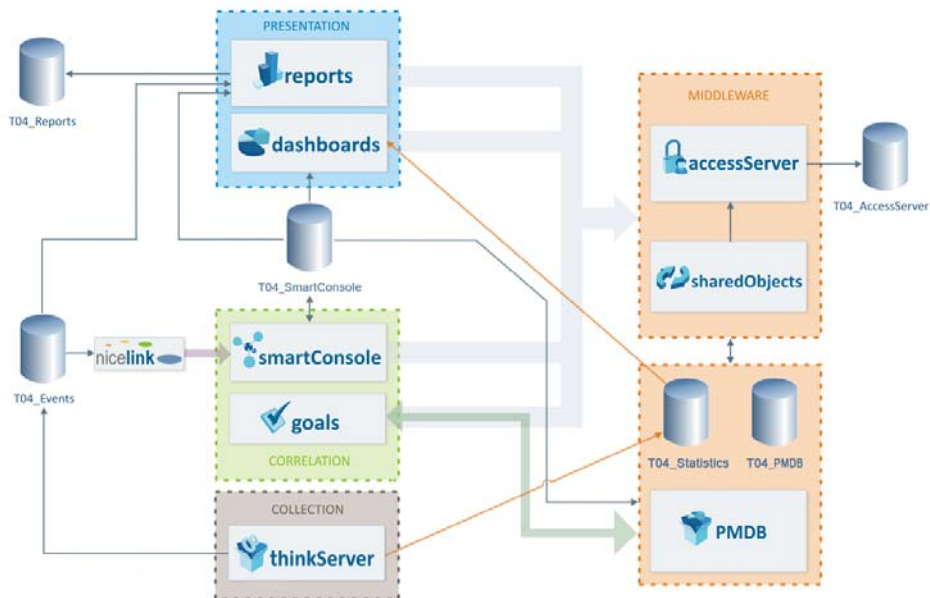 PRESENTATION
reports
dashboards
T04_Reports
MIDDLEWARE
accessServer
T04_AccessServer
sharedObjects
T04_SmartConsole
nicelink
T04_Events
smartConsole
goals
CORRELATION
T04_Statistics
T04_PMDB
PMDB
COLLECTION
thinkServer